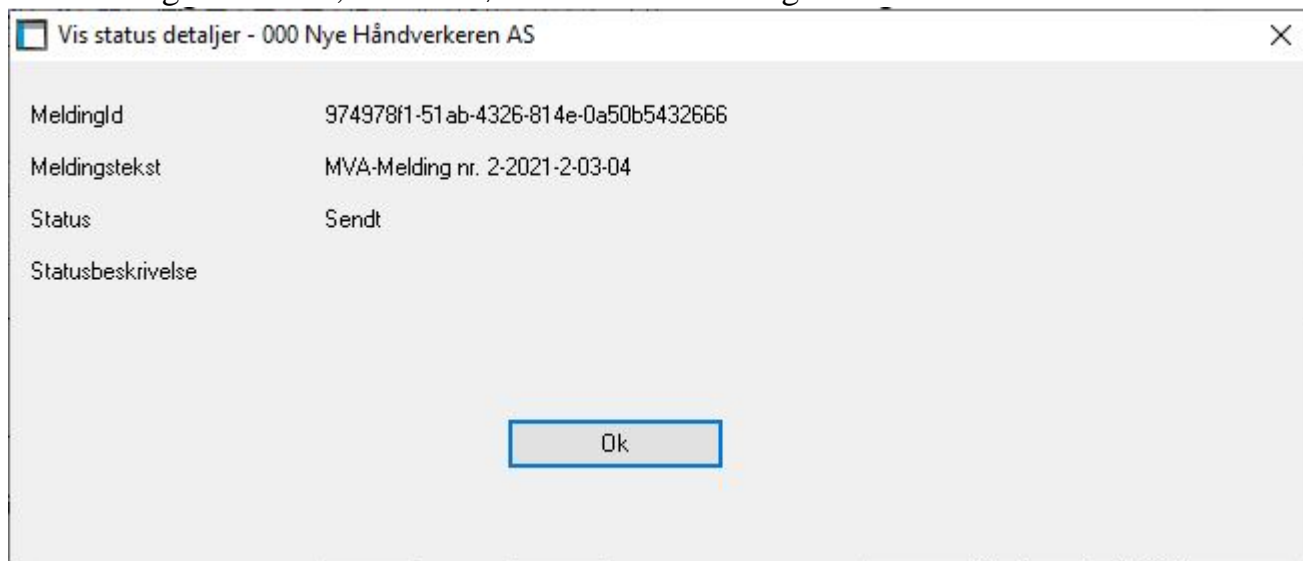 Vis status detaljer - 000 Nye Håndverkeren AS
MeldingId 974978f1-51ab-4326-814e-0a50b5432666
Meldingstekst MVA-Melding nr. 2-2021-2-03-04
Status Sendt
Statusbeskrivelse
Ok